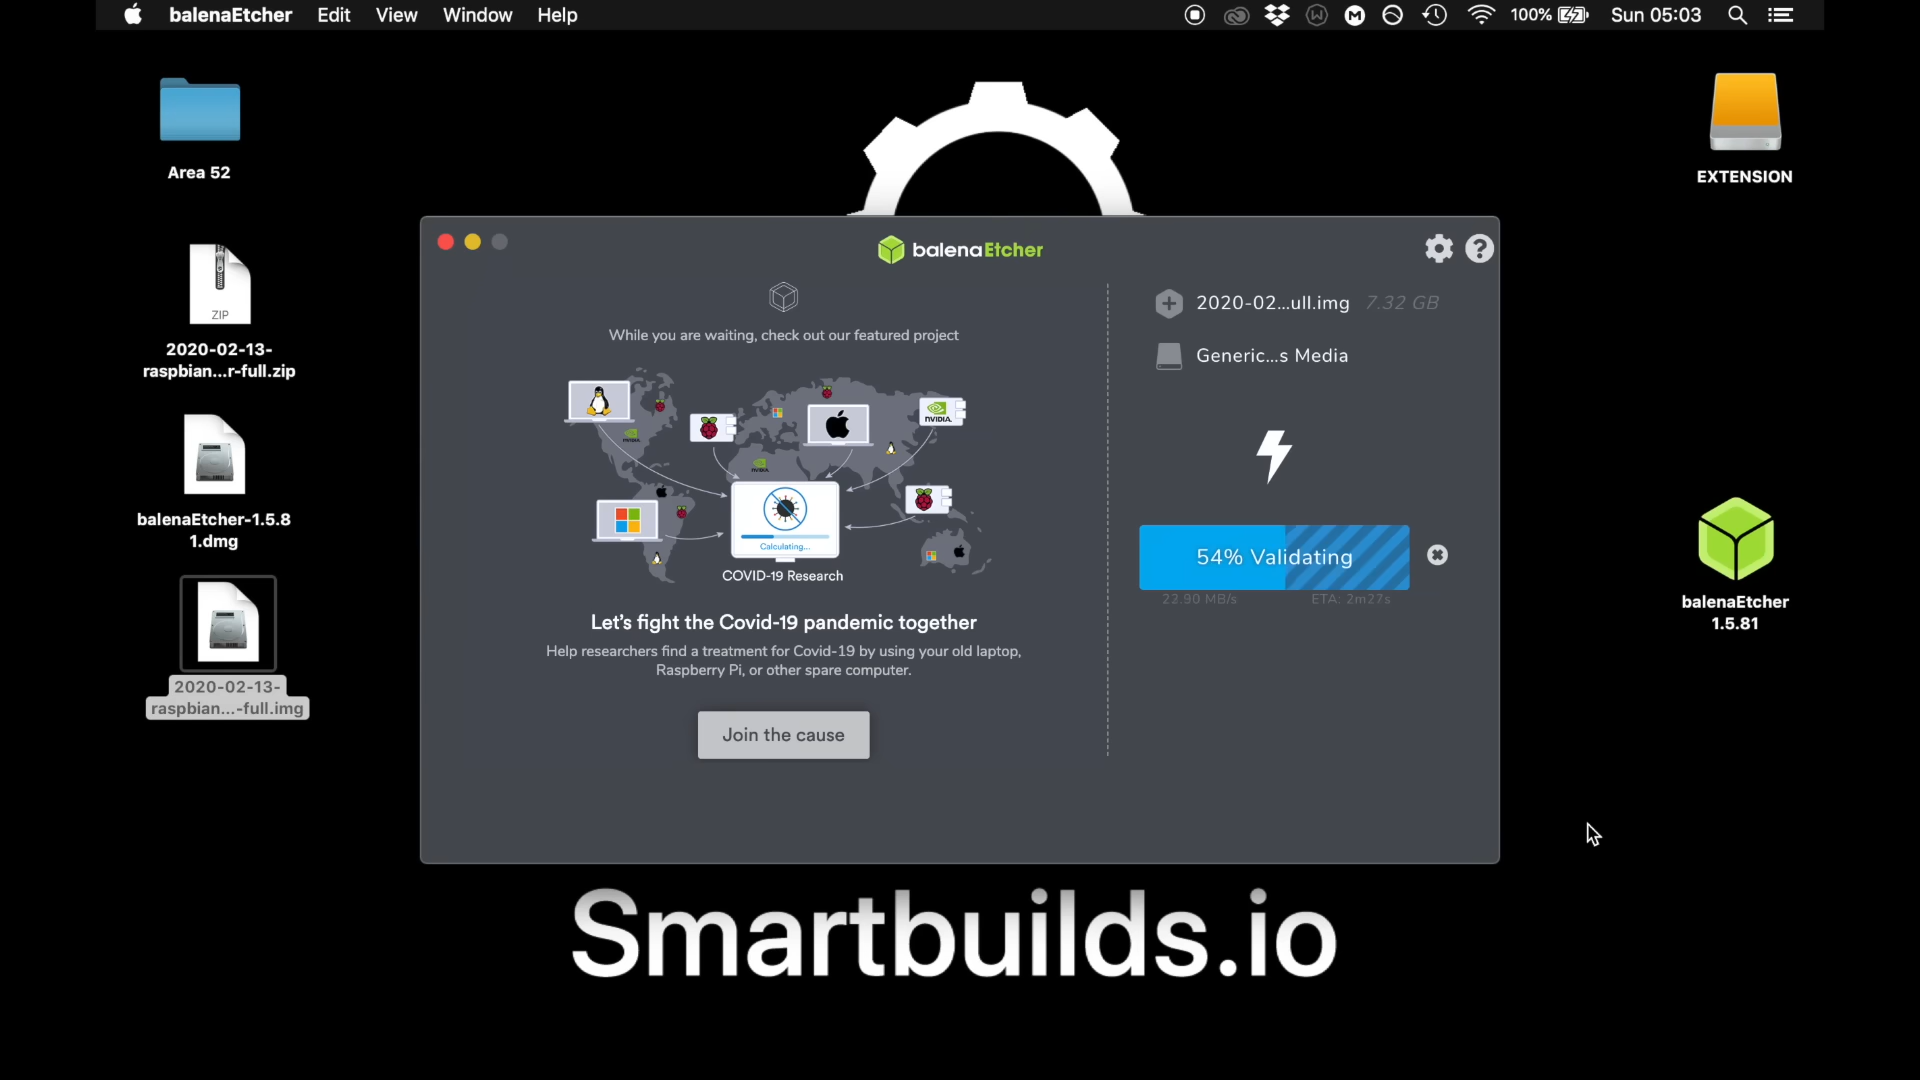 balenaEtcher Edit View Window Help
100% Sun 05:03
Area 52
EXTENSION
ZIP
2020-02-13-
raspbian...r-full.zip
balenaEtcher-1.5.8
1.dmg
2020-02-13-
raspbian...-full.img
balenaEtcher
1.5.81
balenaEtcher
While you are waiting, check out our featured project
NVIDIA.
Calculating...
COVID-19 Research
Let's fight the Covid-19 pandemic together
Help researchers find a treatment for Covid-19 by using your old laptop,
Raspberry Pi, or other spare computer.
Join the cause
2020-02...ull.img 7.32 GB
Generic...s Media
54% Validating
22.90 MB/s ETA: 2m27s
Smartbuilds.io